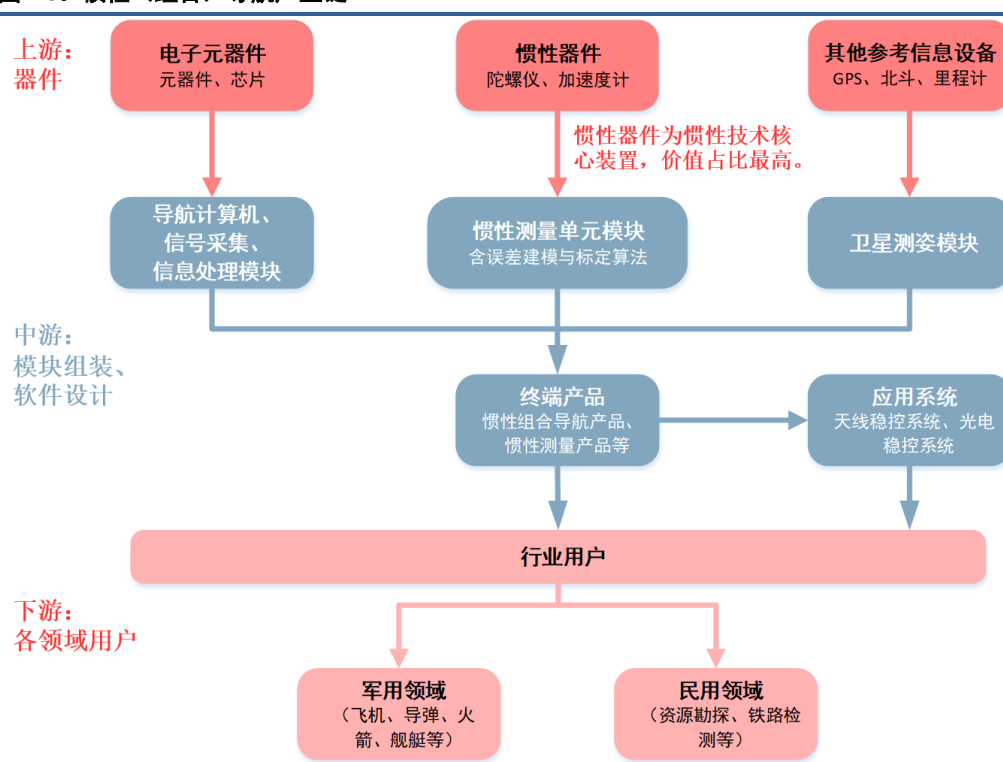 上游：
器件
电子元器件
元器件、芯片
惯性器件
陀螺仪、加速度计
其他参考信息设备
GPS、北斗、里程计
惯性器件为惯性技术核
心装置，价值占比最高。
导航计算机、
信号采集、
信息处理模块
惯性测量单元模块
含误差建模与标定算法
卫星测姿模块
中游：
模块组装、
软件设计
终端产品
惯性组合导航产品、
惯性测量产品等
应用系统
天线稳控系统、光电
稳控系统
行业用户
下游：
各领域用户
军用领域
（飞机、导弹、火
箭、舰艇等）
民用领域
（资源勘探、铁路检
测等）